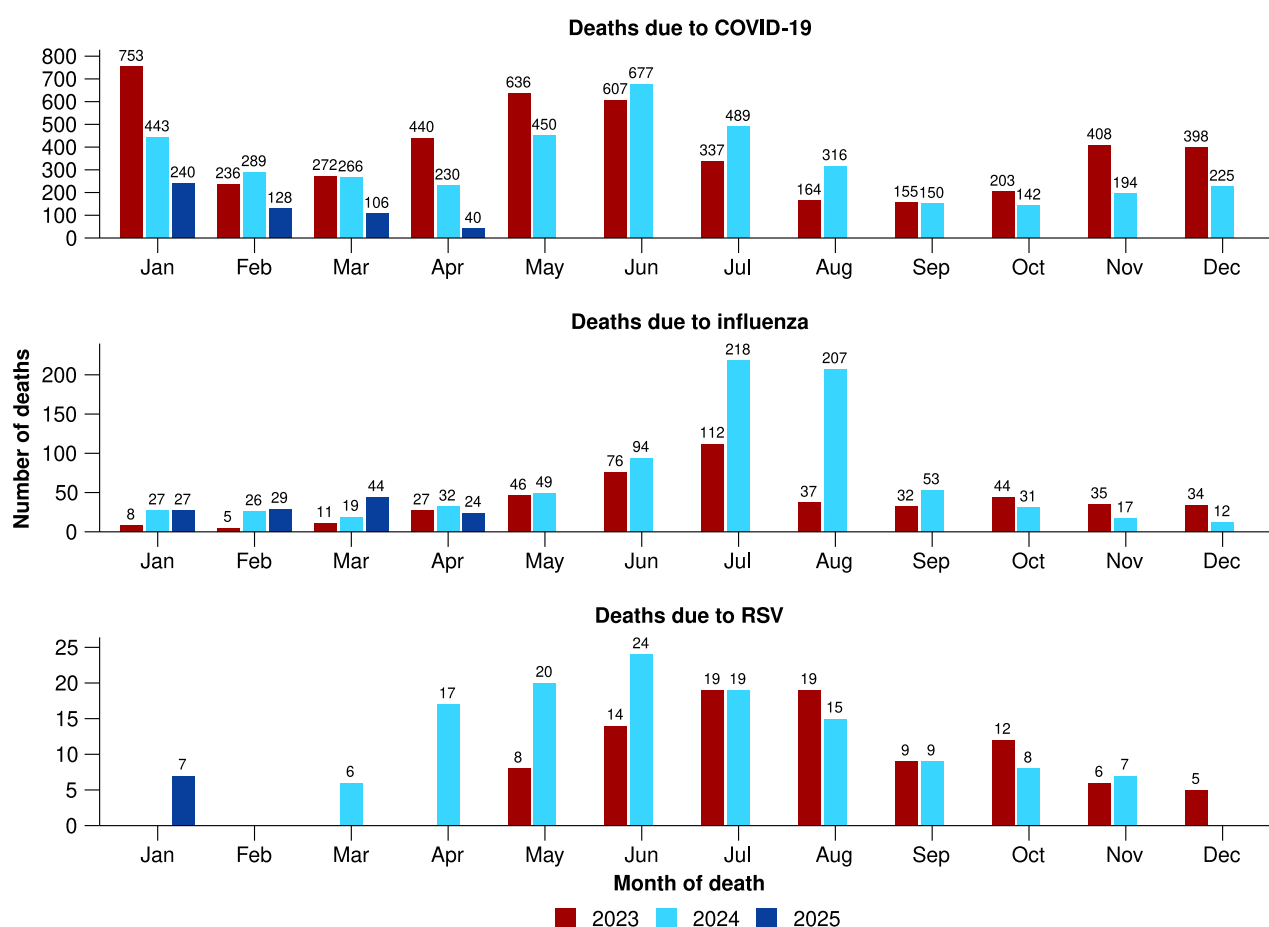 Deaths due to COVID-19
800
700
600
500
400
300
200
100
0
753 443 240
236 289 128
272 266 106
440 230 40
636 450
607 677
337 489
164 316
155 150
203 142
408 194
398 225
Jan Feb Mar Apr May Jun Jul Aug Sep Oct Nov Dec
Deaths due to influenza
Number of deaths
200
150
100
50
0
8 27 27
5 26 29
11 19 44
27 32 24
46 49
76 94
112 218
37 207
32 53
44 31
35 17
34 12
Jan Feb Mar Apr May Jun Jul Aug Sep Oct Nov Dec
Deaths due to RSV
25
20
15
10
5
0
7
6
17
8 20
14 24
19 19
19 15
9 9
12 8
6 7
5
Jan Feb Mar Apr May Jun Jul Aug Sep Oct Nov Dec
Month of death
2023 2024 2025